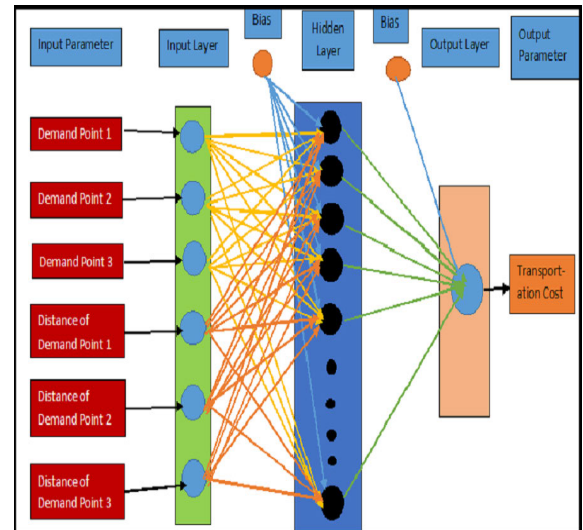 Input Parameter
Input Layer
Bias
Hidden
Layer
Bias
Output Layer
Output
Parameter
Demand Point 1
Demand Point 2
Demand Point 3
Distance of
Demand Point 1
Distance of
Demand Point 2
Distance of
Demand Point 3
Transport-
ation Cost